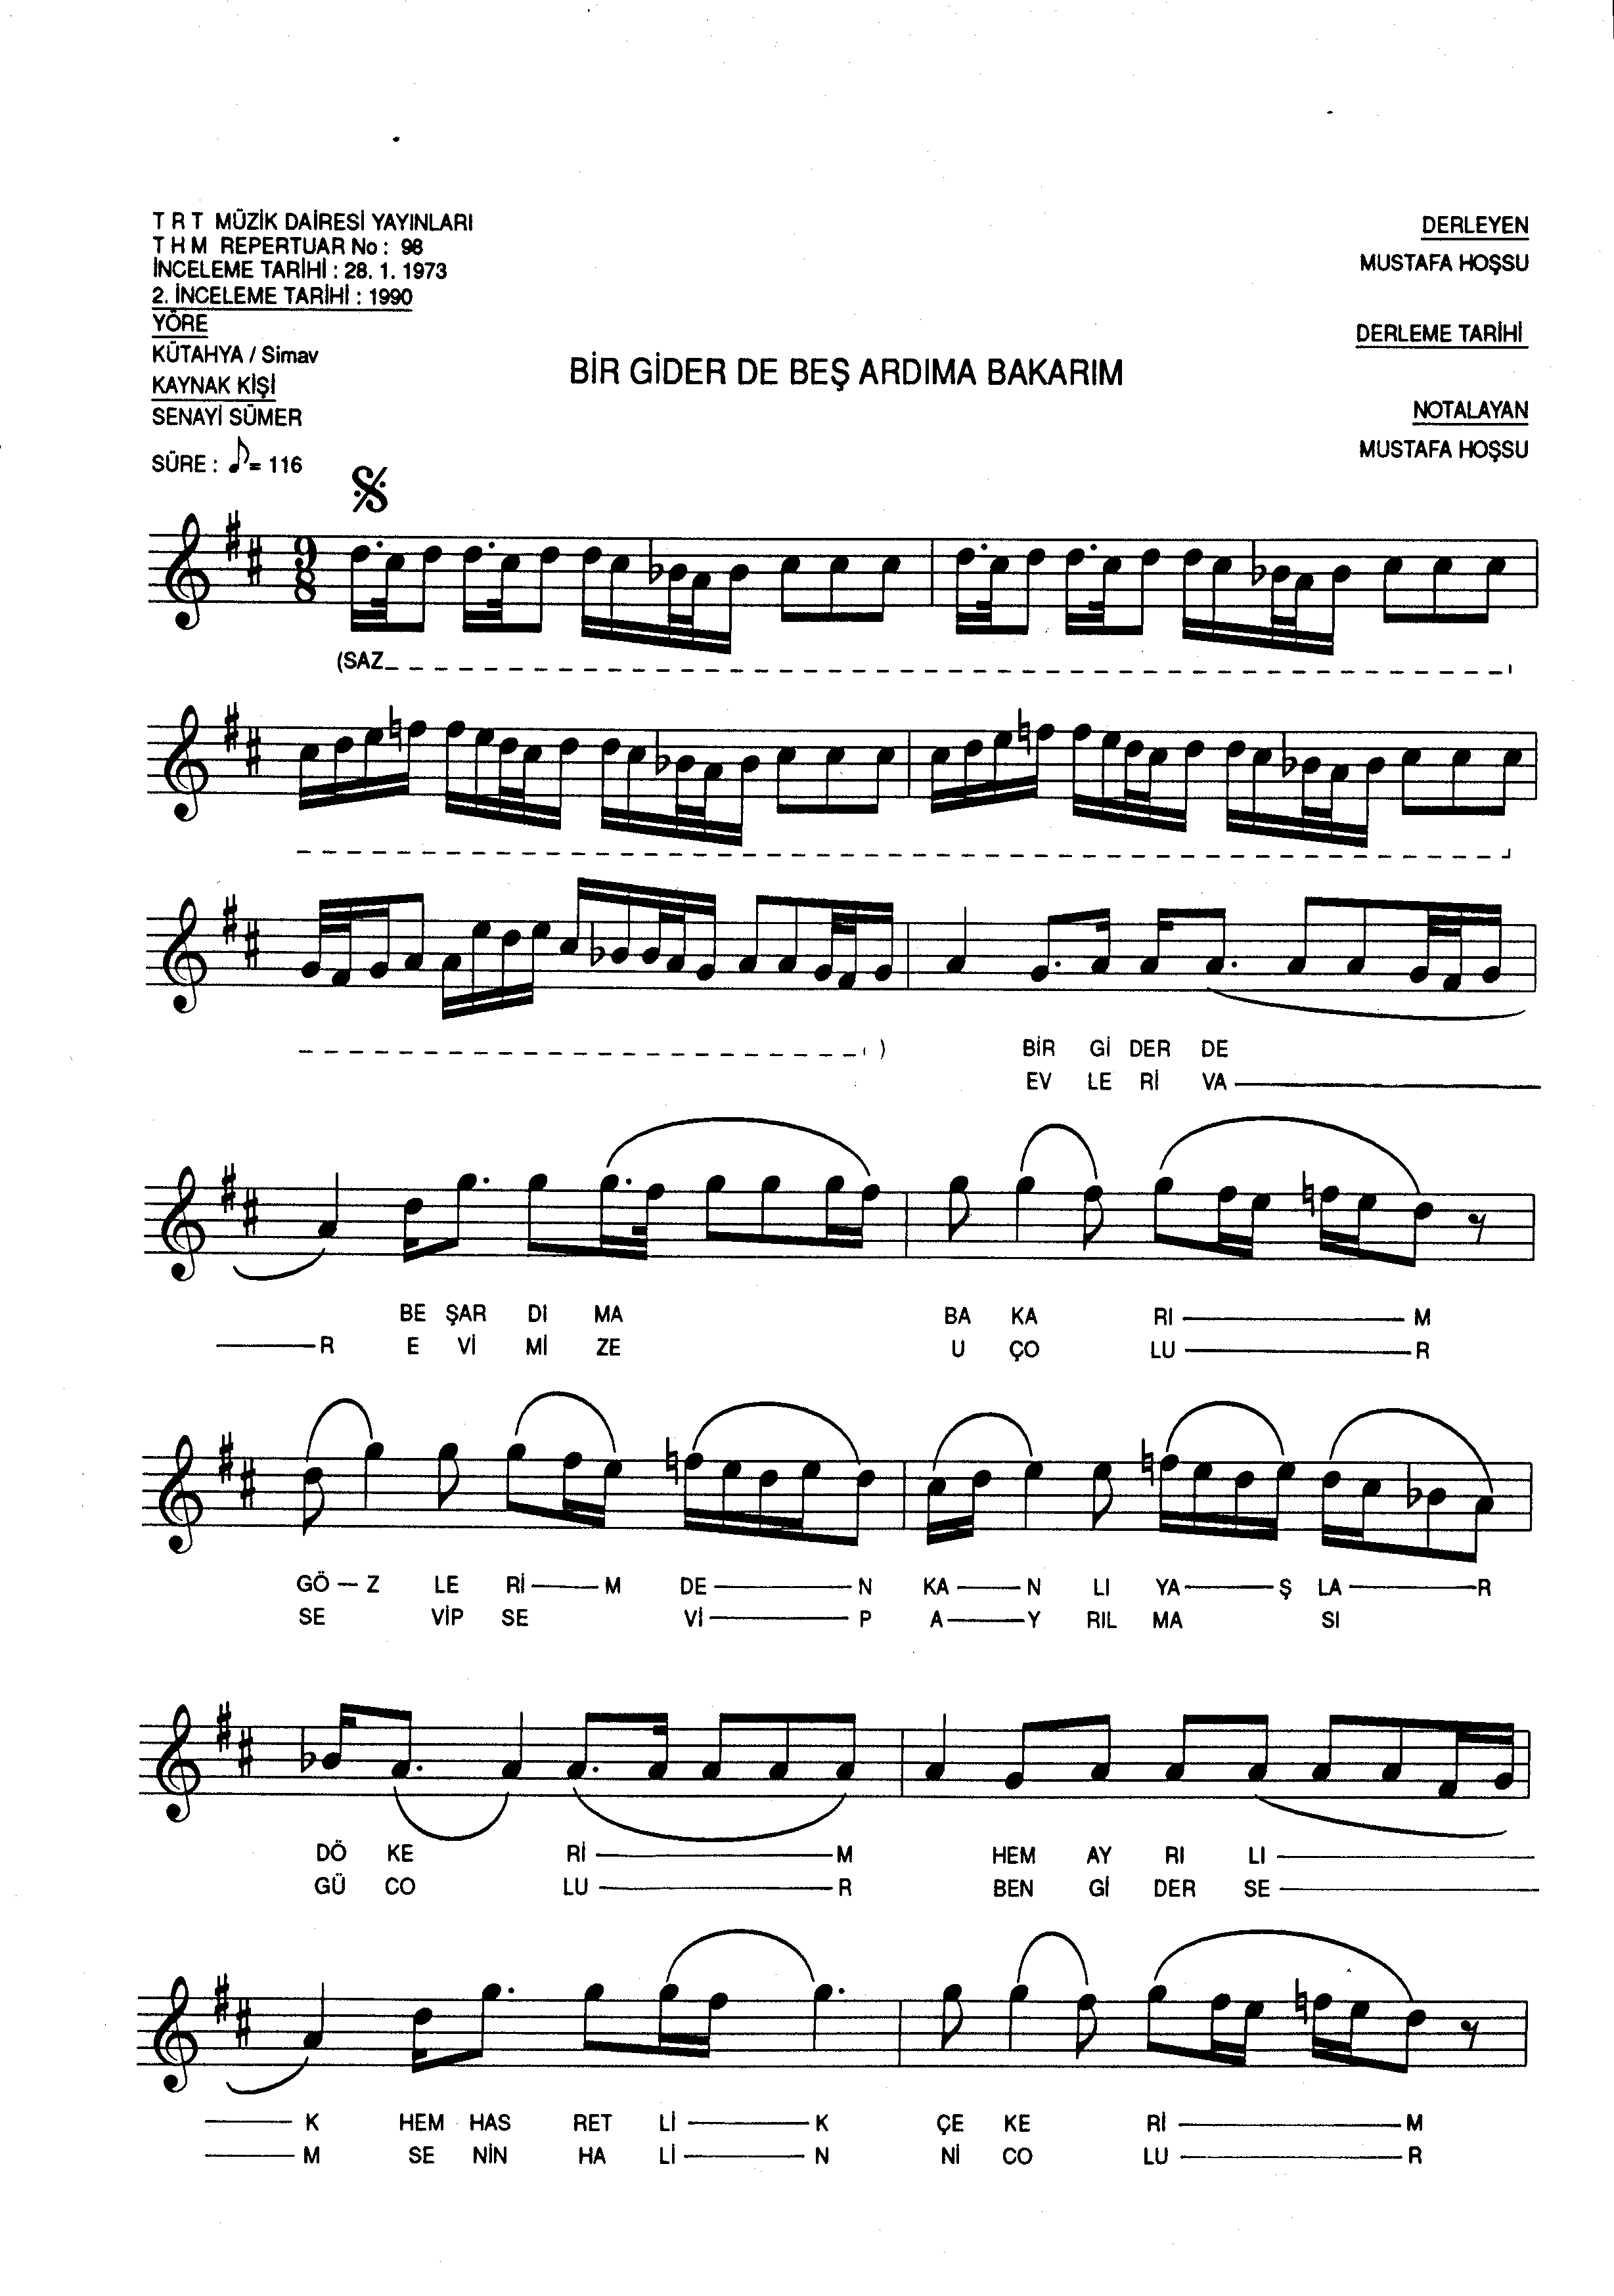 T R T MÜZİK DAİRESİ YAYINLARI
T H M REPERTUAR No : 98
İNCELEME TARİHİ : 28. 1. 1973
2. İNCELEME TARİHİ : 1990
YÖRE
KÜTAHYA / Simav
KAYNAK KİŞİ
SENAYİ SÜMER
SÜRE : ♪= 116
BİR GİDER DE BEŞ ARDIMA BAKARIM
DERLEYEN
MUSTAFA HOŞSU
DERLEME TARİHİ
NOTALAYAN
MUSTAFA HOŞSU
9
8
(SAZ
)
BİR Gİ DER DE
EV LE Rİ VA
BE ŞAR DI MA BA KA RI M
R E Vİ Mİ ZE U ÇO LU R
GÖ Z LE Rİ M DE N KA N LI YA Ş LA R
SE VİP SE Vİ P A Y RIL MA SI
DÖ KE Rİ M HEM AY RI LI
GÜ CO LU R BEN Gİ DER SE
K HEM HAS RET Lİ K ÇE KE Rİ M
M SE NİN HA Lİ N Nİ CO LU R